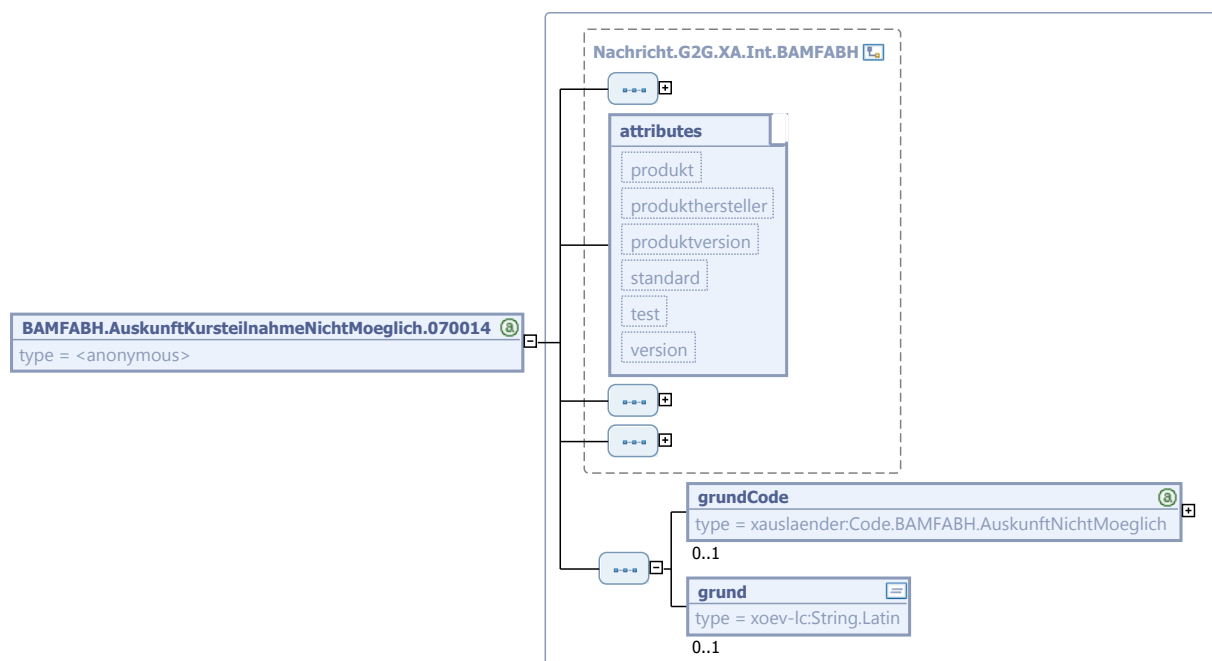 Nachricht.G2G.XA.Int.BAMFABH
attributes
produkt
produkthersteller
produktversion
standard
test
version
BAMFABH.AuskunftKursteilnahmeNichtMoeglich.070014
type = <anonymous>
grundCode
type = xauslaender:Code.BAMFABH.AuskunftNichtMoeglich
0..1
grund
type = xoev-lc:String.Latin
0..1